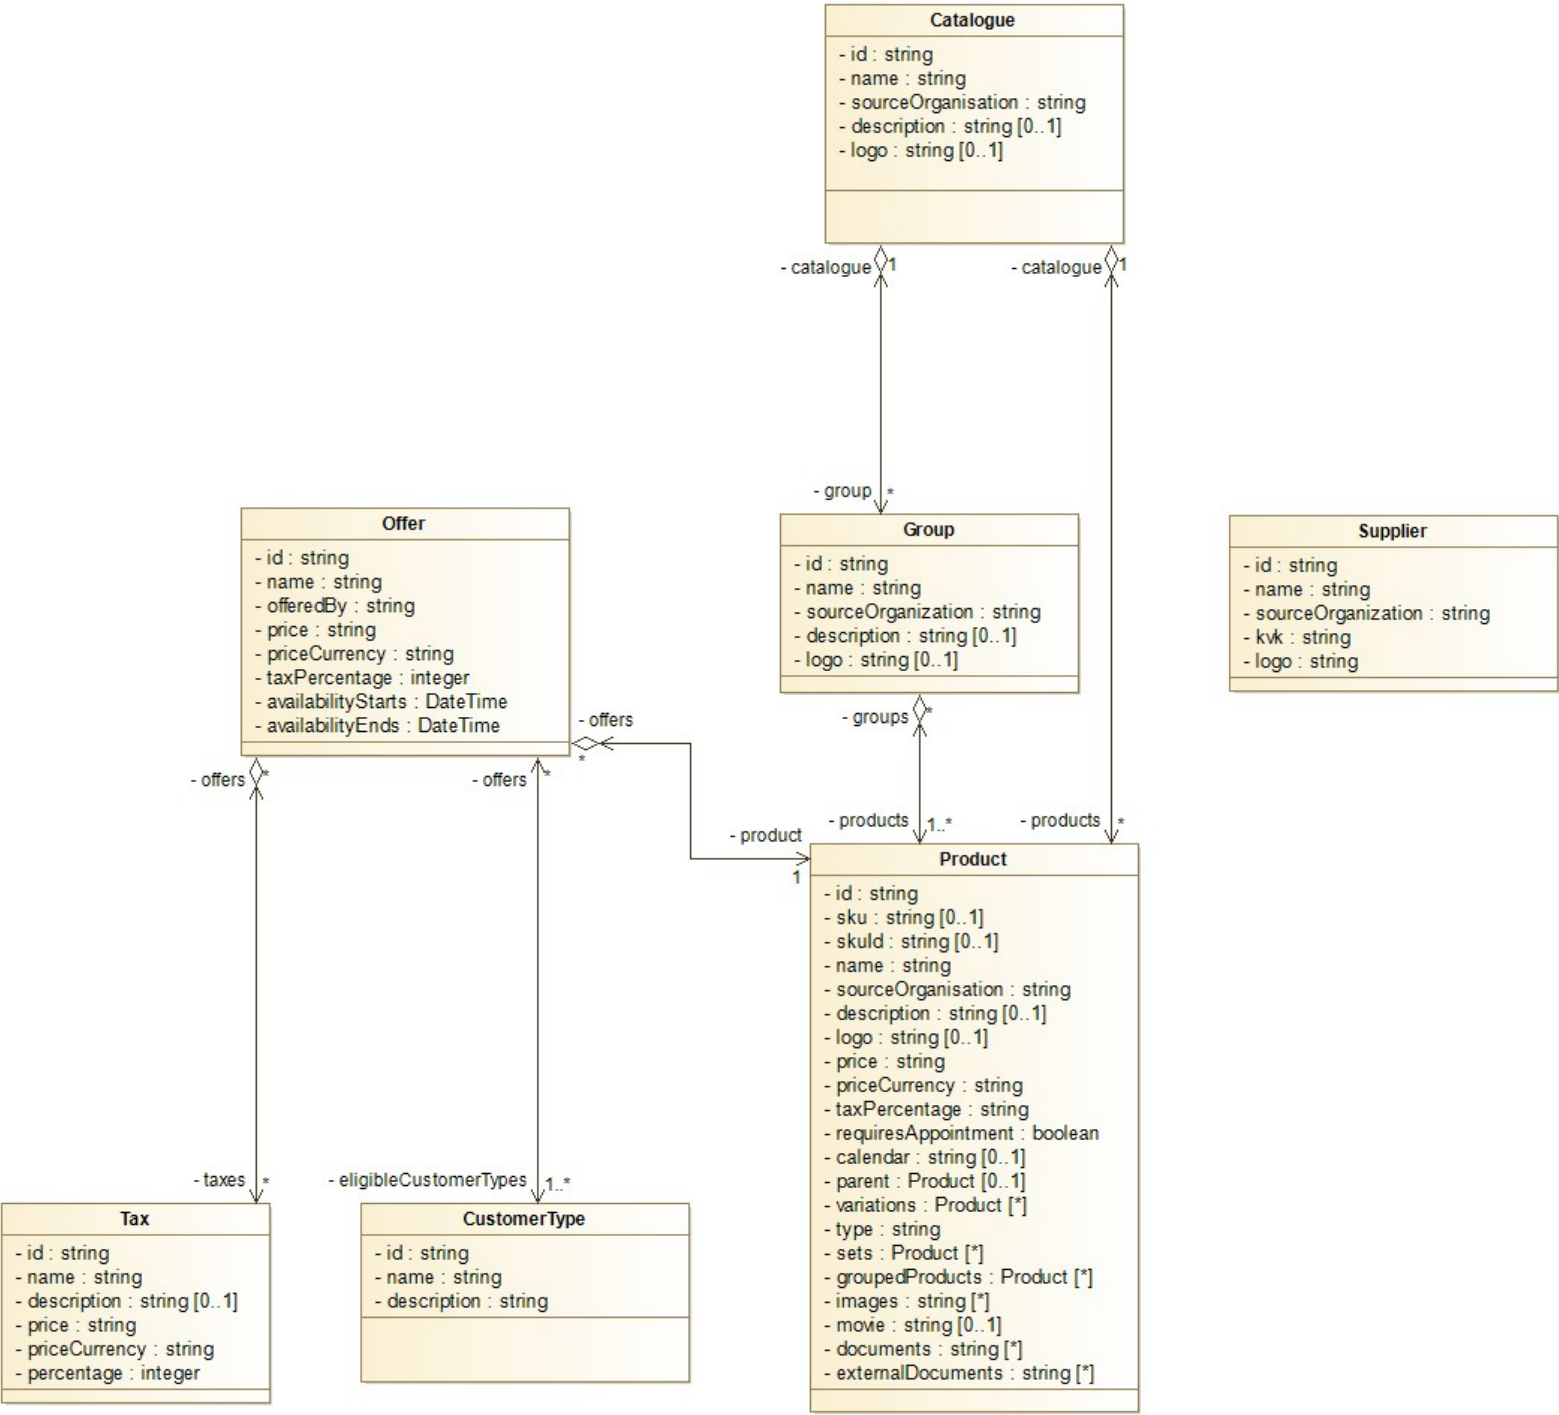 Catalogue
- id : string
- name : string
- sourceOrganisation : string
- description : string [0..1]
- logo : string [0..1]
- catalogue
1
- catalogue
1
- group
*
Offer
- id : string
- name : string
- offeredBy : string
- price : string
- priceCurrency : string
- taxPercentage : integer
- availabilityStarts : DateTime
- availabilityEnds : DateTime
Group
- id : string
- name : string
- sourceOrganization : string
- description : string [0..1]
- logo : string [0..1]
Supplier
- id : string
- name : string
- sourceOrganization : string
- kvk : string
- logo : string
- groups
*
- offers
*
- offers
*
- offers
*
- products
1..*
- products
*
- product
1
Product
- id : string
- sku : string [0..1]
- skuId : string [0..1]
- name : string
- sourceOrganisation : string
- description : string [0..1]
- logo : string [0..1]
- price : string
- priceCurrency : string
- taxPercentage : string
- requiresAppointment : boolean
- calendar : string [0..1]
- parent : Product [0..1]
- variations : Product [*]
- type : string
- sets : Product [*]
- groupedProducts : Product [*]
- images : string [*]
- movie : string [0..1]
- documents : string [*]
- externalDocuments : string [*]
- taxes
*
- eligibleCustomerTypes
1..*
Tax
- id : string
- name : string
- description : string [0..1]
- price : string
- priceCurrency : string
- percentage : integer
CustomerType
- id : string
- name : string
- description : string